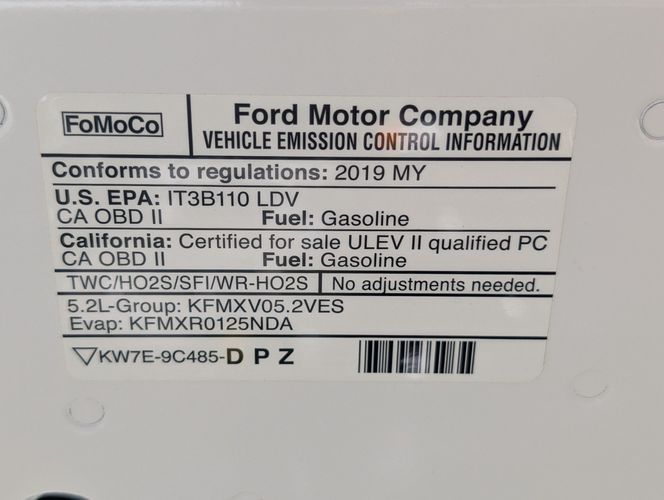 FoMoCo
Ford Motor Company
VEHICLE EMISSION CONTROL INFORMATION
Conforms to regulations: 2019 MY
U.S. EPA: IT3B110 LDV
CA OBD II Fuel: Gasoline
California: Certified for sale ULEV II qualified PC
CA OBD II Fuel: Gasoline
TWC/HO2S/SFI/WR-HO2S No adjustments needed.
5.2L-Group: KFMXV05.2VES
Evap: KFMXR0125NDA
KW7E-9C485-D P Z